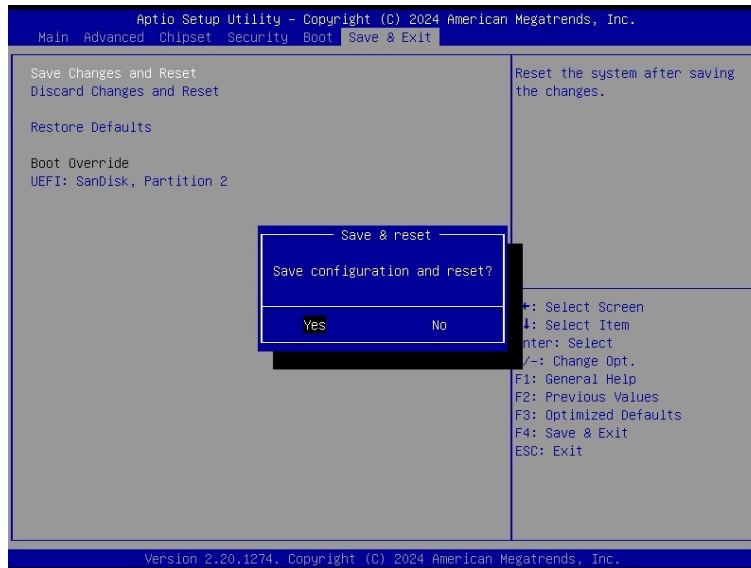 Aptio Setup Utility – Copyright (C) 2024 American Megatrends, Inc.
Main Advanced Chipset Security Boot Save & Exit
Save Changes and Reset
Discard Changes and Reset
Restore Defaults
Boot Override
UEFI: SanDisk, Partition 2
Reset the system after saving
the changes.
Save & reset
Save configuration and reset?
Yes No
: Select Screen
: Select Item
nter: Select
/-: Change Opt.
F1: General Help
F2: Previous Values
F3: Optimized Defaults
F4: Save & Exit
ESC: Exit
Version 2.20.1274. Copyright (C) 2024 American Megatrends, Inc.